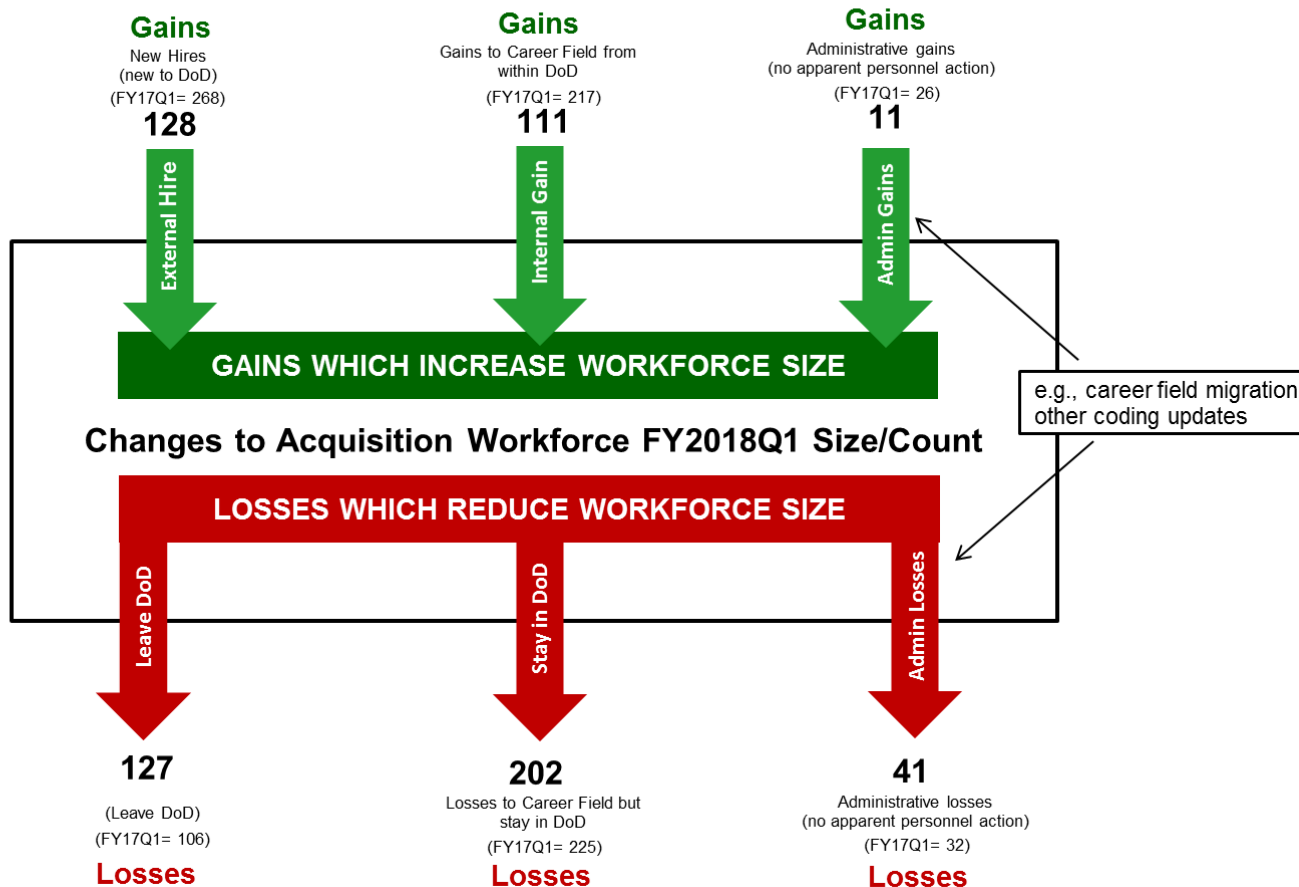 Gains
New Hires
(new to DoD)
(FY17Q1= 268)
128
External Hire
Gains
Gains to Career Field from
within DoD
(FY17Q1= 217)
111
Internal Gain
Gains
Administrative gains
(no apparent personnel action)
(FY17Q1= 26)
11
Admin Gains
GAINS WHICH INCREASE WORKFORCE SIZE
e.g., career field migration
other coding updates
Changes to Acquisition Workforce FY2018Q1 Size/Count
LOSSES WHICH REDUCE WORKFORCE SIZE
Leave DoD
127
(Leave DoD)
(FY17Q1= 106)
Losses
Stay in DoD
202
Losses to Career Field but
stay in DoD
(FY17Q1= 225)
Losses
Admin Losses
41
Administrative losses
(no apparent personnel action)
(FY17Q1= 32)
Losses